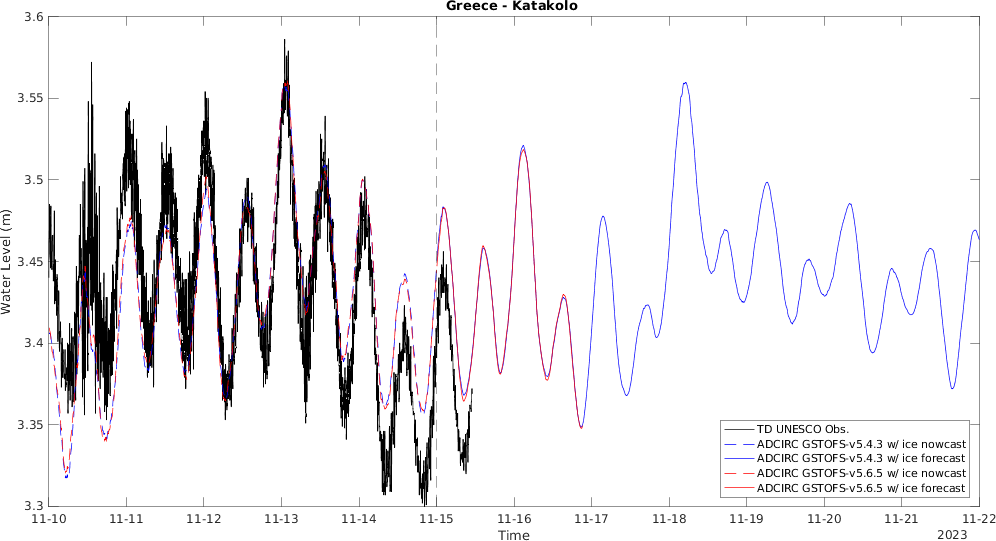 Greece - Katakolo
3.6
3.55
3.5
3.45
3.4
3.35
3.3
Water Level (m)
11-10
11-11
11-12
11-13
11-14
11-15
11-16
11-17
11-18
11-19
11-20
11-21
11-22
Time
2023
TD UNESCO Obs.
ADCIRC GSTOFS-v5.4.3 w/ ice nowcast
ADCIRC GSTOFS-v5.4.3 w/ ice forecast
ADCIRC GSTOFS-v5.6.5 w/ ice nowcast
ADCIRC GSTOFS-v5.6.5 w/ ice forecast